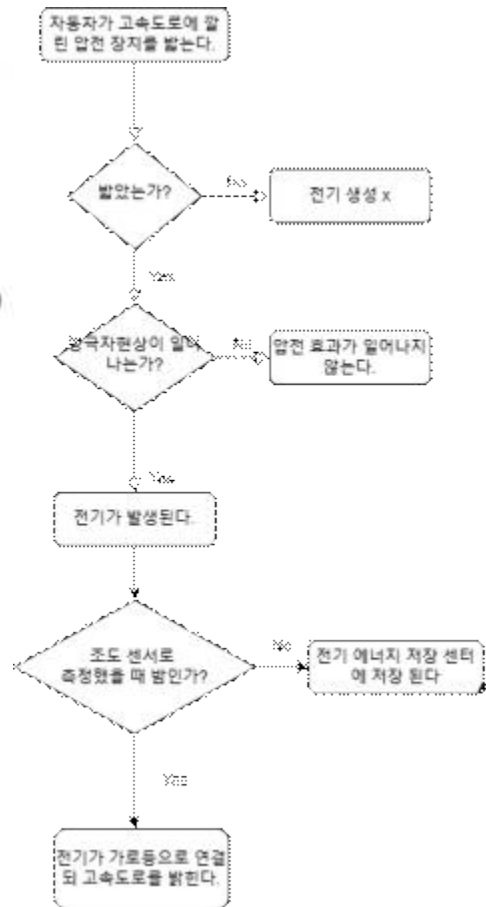 자동자가 고속도로에 깔
린 압전 장치를 밟는다.
밟았는가?
No
전기 생성 x
Yes
나는가?
No
압전 효과가 일어나지
않는다.
Yes
전기가 발생된다.
조도 센서로
측정했을 때 밤인가?
No
전기 에너지 저장 센터
에 저장 된다
Yes
전기가 가로등으로 연결
되 고속도로를 밝힌다.